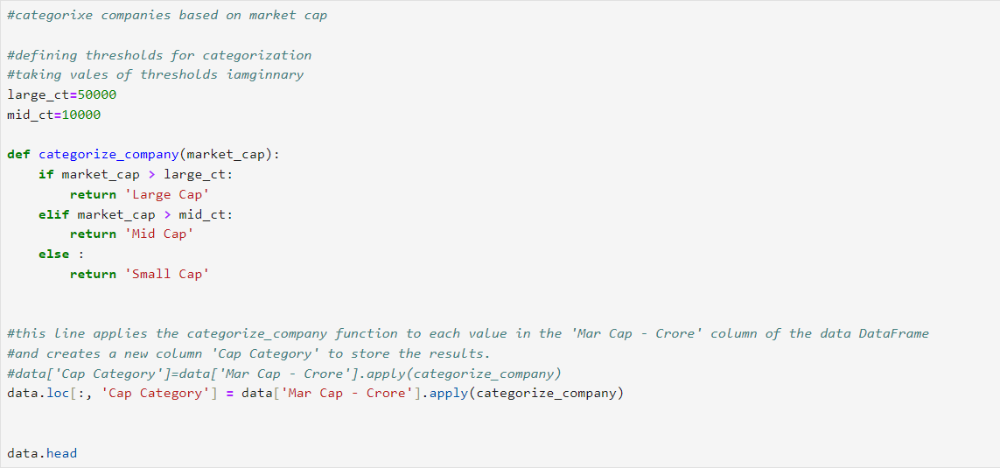 #categorixe companies based on market cap
#defining thresholds for categorization
#taking vales of thresholds iamginnary
large_ct=50000
mid_ct=10000
def categorize_company(market_cap):
    if market_cap > large_ct:
        return 'Large Cap'
    elif market_cap > mid_ct:
        return 'Mid Cap'
    else :
        return 'Small Cap'
#this line applies the categorize_company function to each value in the 'Mar Cap - Crore' column of the data DataFrame
#and creates a new column 'Cap Category' to store the results.
#data['Cap Category']=data['Mar Cap - Crore'].apply(categorize_company)
data.loc[:, 'Cap Category'] = data['Mar Cap - Crore'].apply(categorize_company)
data.head